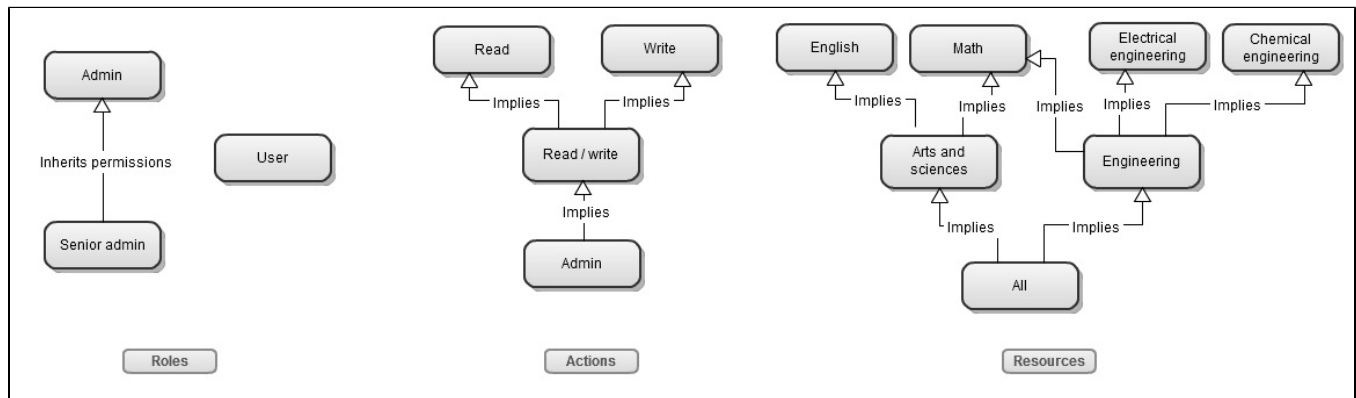 Admin
Inherits permissions
User
Senior admin
Roles
Read
Write
Implies
Implies
Read / write
Implies
Admin
Actions
English
Math
Electrical
engineering
Chemical
engineering
Implies
Implies
Implies
Implies
Implies
Arts and
sciences
Engineering
Implies
Implies
All
Resources